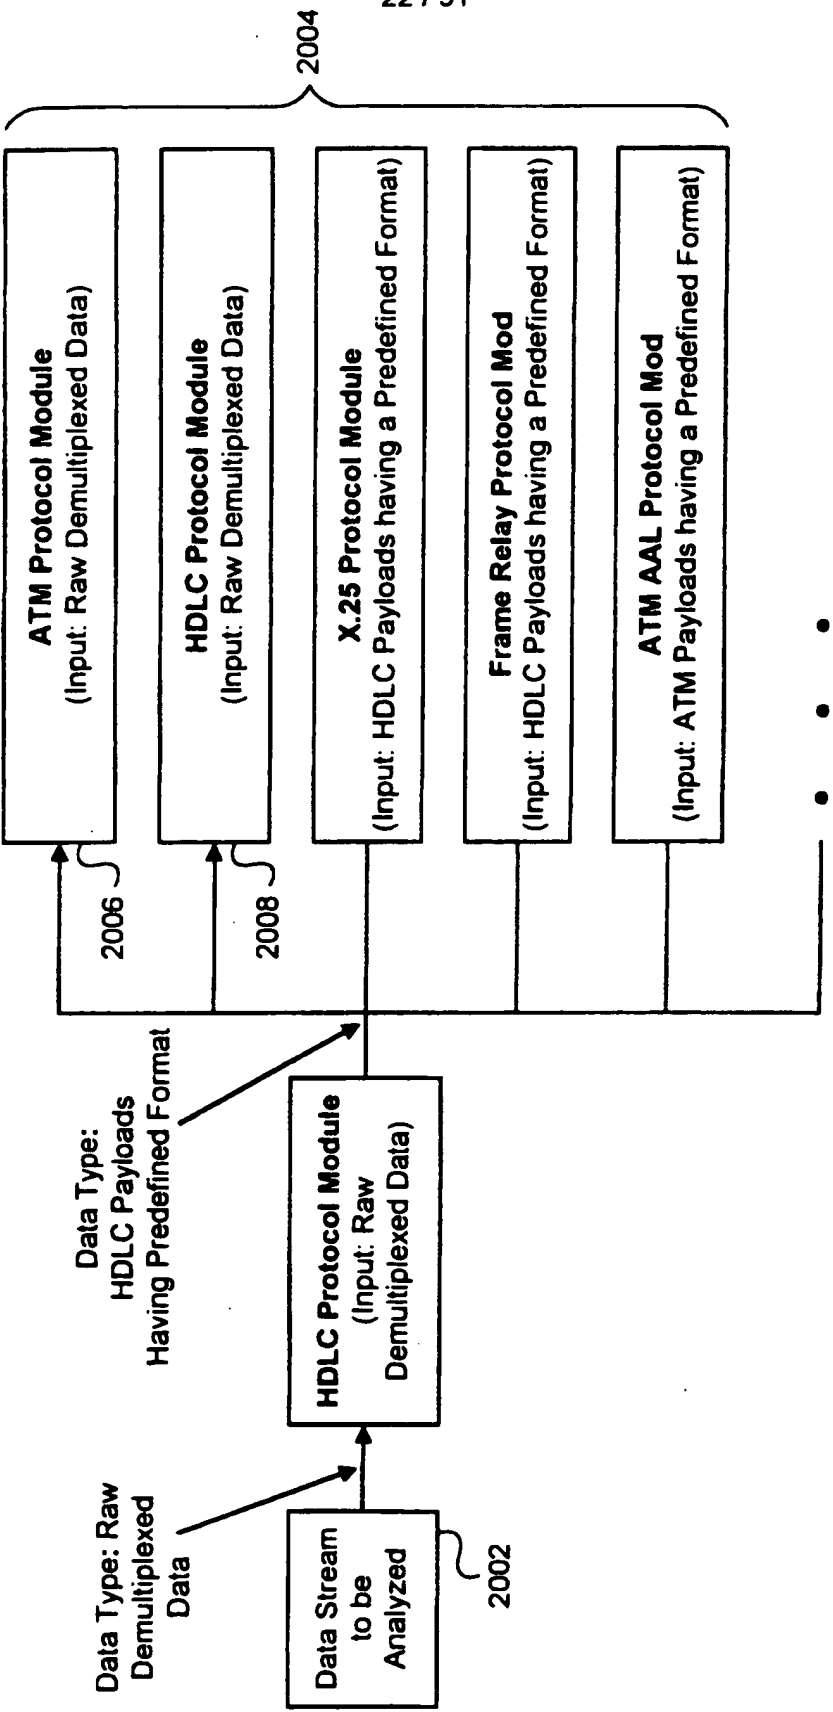 2004
ATM Protocol Module
(Input: Raw Demultiplexed Data)
2006
HDLC Protocol Module
(Input: Raw Demultiplexed Data)
2008
X.25 Protocol Module
(Input: HDLC Payloads having a Predefined Format)
Frame Relay Protocol Mod
(Input: HDLC Payloads having a Predefined Format)
ATM AAL Protocol Mod
(Input: ATM Payloads having a Predefined Format)
Data Type:
HDLC Payloads
Having Predefined Format
HDLC Protocol Module
(Input: Raw
Demultiplexed Data)
Data Type: Raw
Demultiplexed
Data
Data Stream
to be
Analyzed
2002